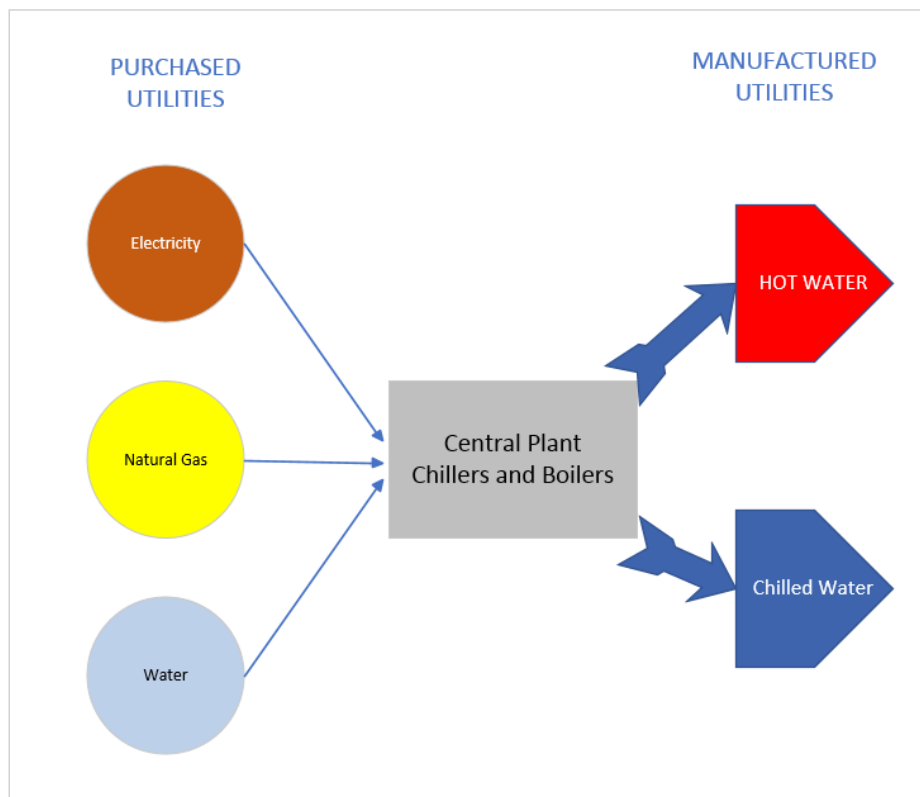 PURCHASED
UTILITIES
MANUFACTURED
UTILITIES
Electricity
HOT WATER
Natural Gas
Central Plant
Chillers and Boilers
Chilled Water
Water